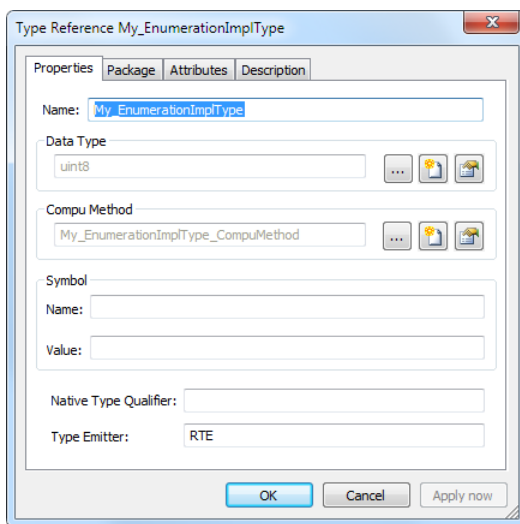 Type Reference My_EnumerationImplType
Properties Package Attributes Description
Name: My_EnumerationImplType
Data Type
uint8
...
Compu Method
My_EnumerationImplType_CompuMethod
...
Symbol
Name:
Value:
Native Type Qualifier:
Type Emitter: RTE
OK Cancel Apply now